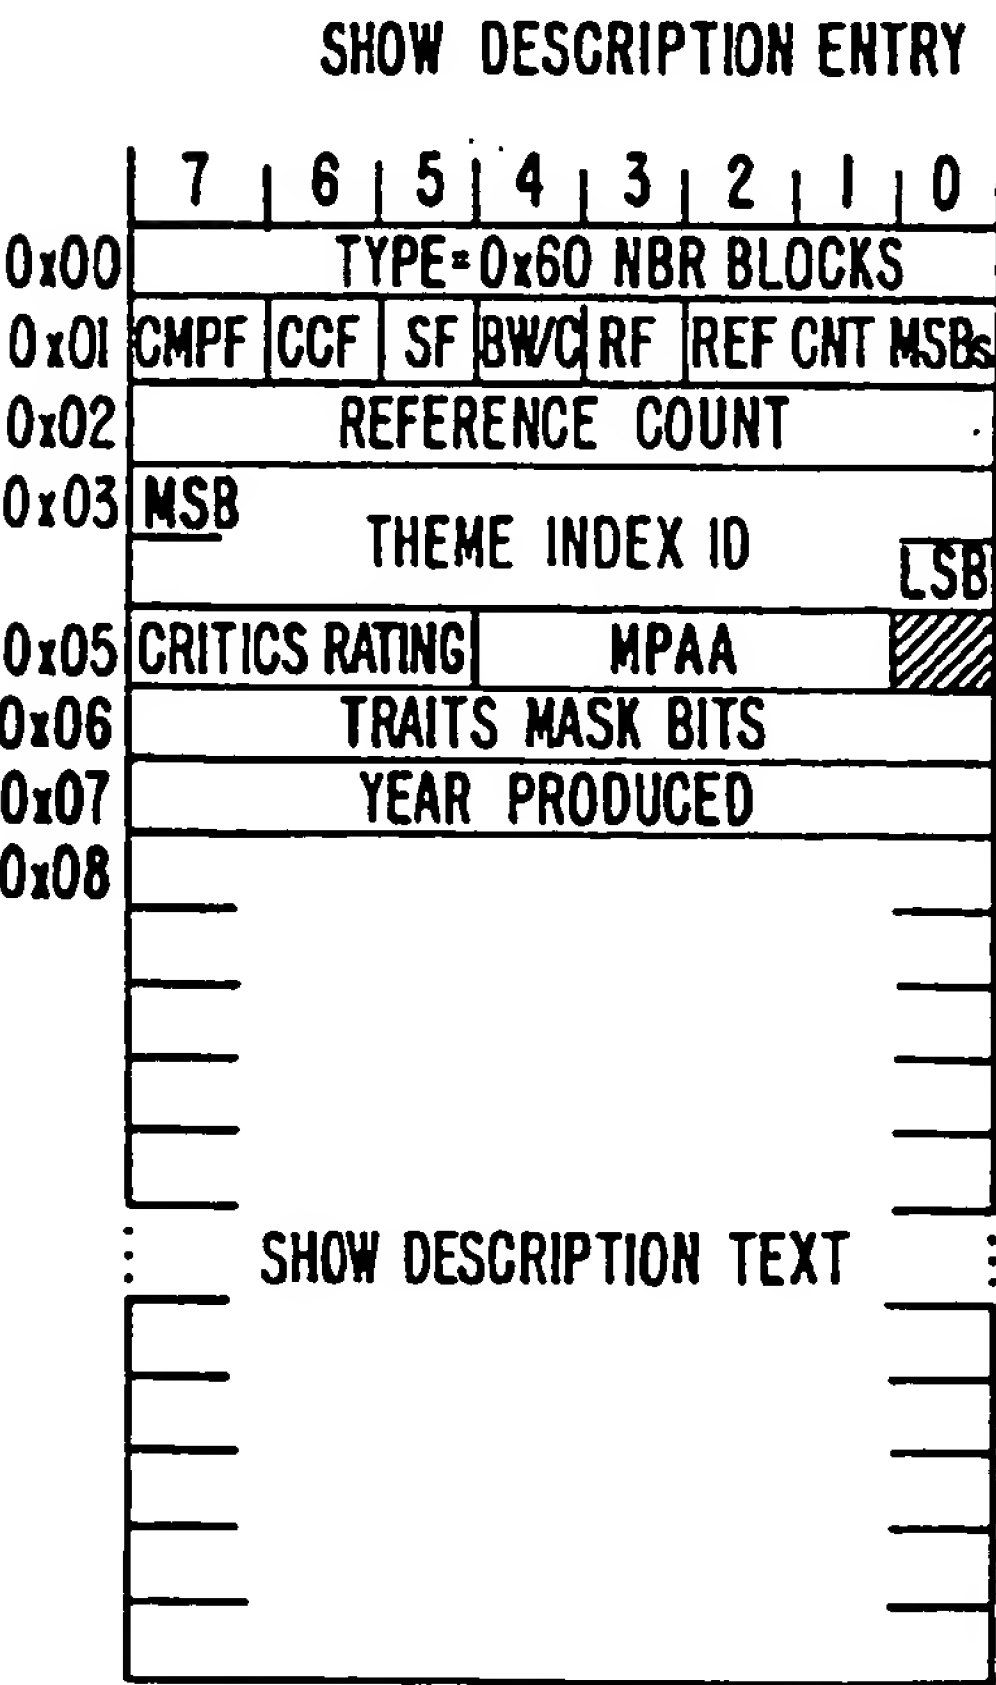 SHOW DESCRIPTION ENTRY
7 6 5 4 3 2 1 0
0x00 TYPE=0x60 NBR BLOCKS
0x01 CMPF CCF SF BW/C RF REF CNT MSBs
0x02 REFERENCE COUNT
0x03 MSB
THEME INDEX ID
LSB
0x05 CRITICS RATING MPAA
0x06 TRAITS MASK BITS
0x07 YEAR PRODUCED
0x08
SHOW DESCRIPTION TEXT